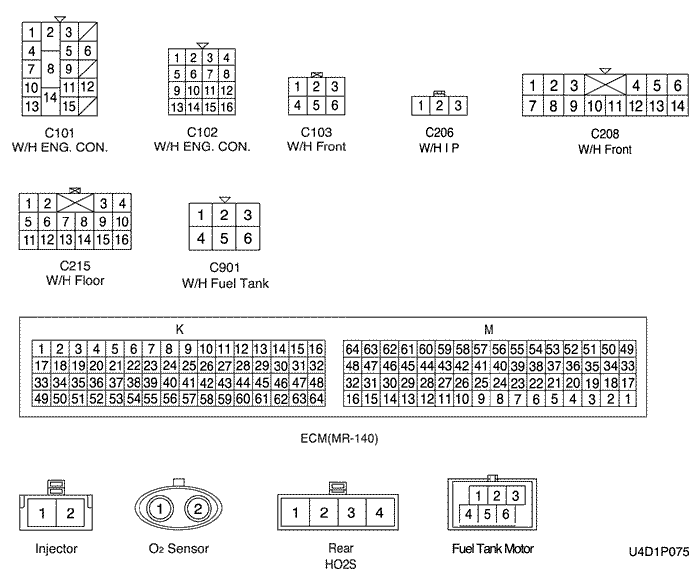 1 2 3
4 5 6
7 8 9
10 11 12
13 14 15
C101
W/H ENG. CON.
1 2 3 4
5 6 7 8
9 10 11 12
13 14 15 16
C102
W/H ENG. CON.
1 2 3
4 5 6
C103
W/H Front
1 2 3
C206
W/H I P
1 2 3 4 5 6
7 8 9 10 11 12 13 14
C208
W/H Front
1 2 3 4
5 6 7 8 9 10
11 12 13 14 15 16
C215
W/H Floor
1 2 3
4 5 6
C901
W/H Fuel Tank
K
1 2 3 4 5 6 7 8 9 10 11 12 13 14 15 16
17 18 19 20 21 22 23 24 25 26 27 28 29 30 31 32
33 34 35 36 37 38 39 40 41 42 43 44 45 46 47 48
49 50 51 52 53 54 55 56 57 58 59 60 61 62 63 64
M
64 63 62 61 60 59 58 57 56 55 54 53 52 51 50 49
48 47 46 45 44 43 42 41 40 39 38 37 36 35 34 33
32 31 30 29 28 27 26 25 24 23 22 21 20 19 18 17
16 15 14 13 12 11 10 9 8 7 6 5 4 3 2 1
ECM(MR-140)
1 2
Injector
1 2
O2 Sensor
1 2 3 4
Rear
HO2S
1 2 3
4 5 6
Fuel Tank Motor
U4D1P075